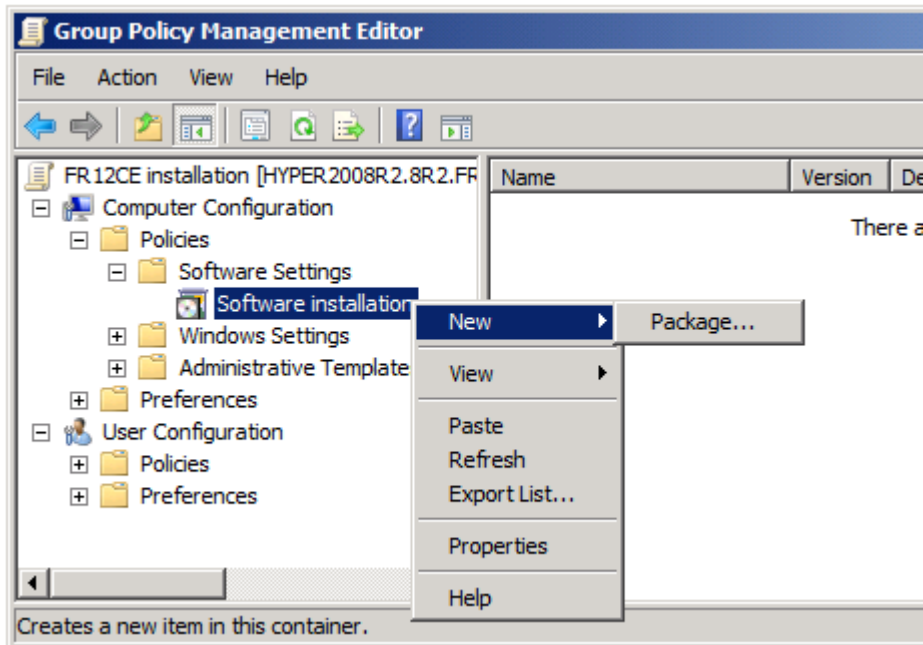 Group Policy Management Editor
File Action View Help
FR12CE installation [HYPER2008R2.8R2.FR
Name Version De
Computer Configuration
There a
Policies
Software Settings
Software installation
New Package...
Windows Settings
Administrative Template
View
Preferences
Paste
User Configuration
Refresh
Policies
Export List...
Preferences
Properties
Help
Creates a new item in this container.